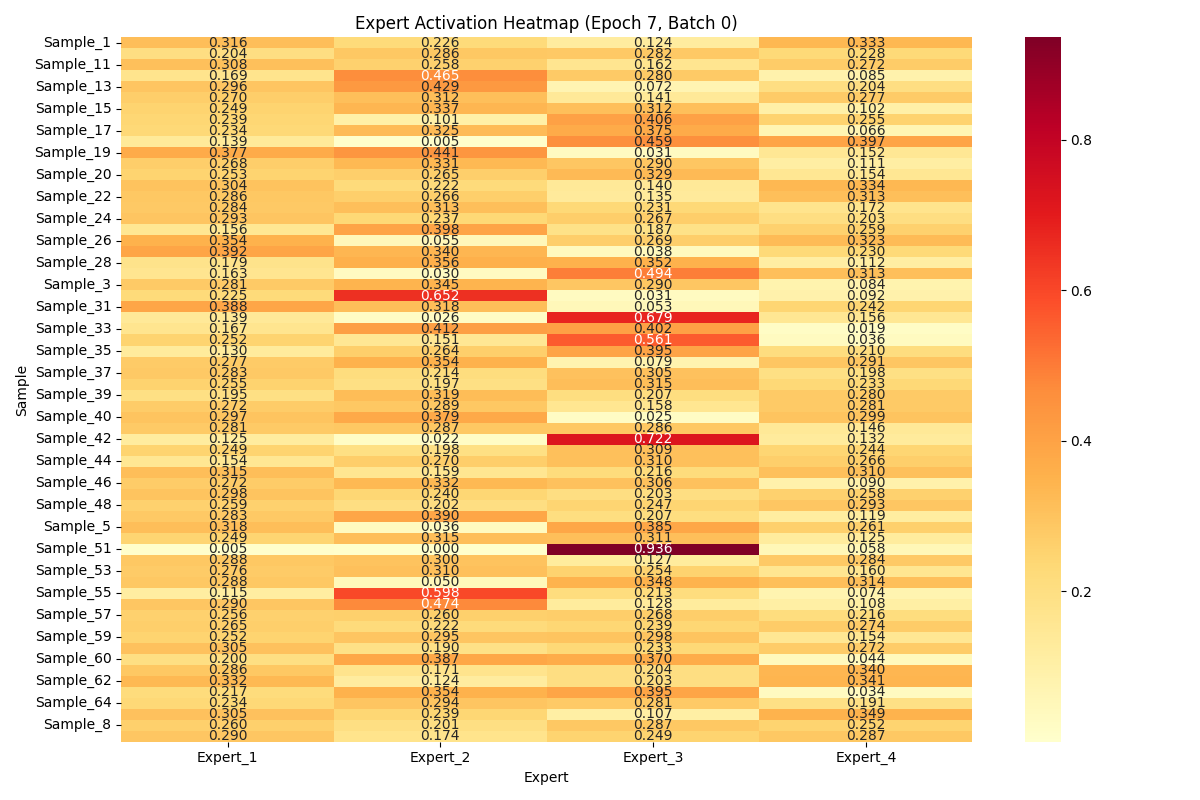 Expert Activation Heatmap (Epoch 7, Batch 0)
Sample_1 0.316 0.226 0.124 0.333
0.204 0.286 0.282 0.228
Sample_11 0.308 0.258 0.162 0.272
0.169 0.465 0.280 0.085
Sample_13 0.296 0.429 0.072 0.204
0.270 0.312 0.141 0.277
Sample_15 0.249 0.337 0.312 0.102
0.239 0.101 0.406 0.255
Sample_17 0.234 0.325 0.375 0.066
0.139 0.005 0.459 0.397
Sample_19 0.377 0.441 0.031 0.152
0.268 0.331 0.290 0.111
Sample_20 0.253 0.265 0.329 0.154
0.304 0.222 0.140 0.334
Sample_22 0.286 0.266 0.135 0.313
0.284 0.313 0.231 0.172
Sample_24 0.293 0.237 0.267 0.203
0.156 0.398 0.187 0.259
Sample_26 0.354 0.055 0.269 0.323
0.392 0.340 0.038 0.230
Sample_28 0.179 0.356 0.352 0.112
0.163 0.030 0.494 0.313
Sample_3 0.281 0.345 0.290 0.084
0.225 0.652 0.031 0.092
Sample_31 0.388 0.318 0.053 0.242
0.139 0.026 0.679 0.156
Sample_33 0.167 0.412 0.402 0.019
0.252 0.151 0.561 0.036
Sample_35 0.130 0.264 0.395 0.210
0.277 0.354 0.079 0.291
Sample_37 0.283 0.214 0.305 0.198
0.255 0.197 0.315 0.233
Sample_39 0.195 0.319 0.207 0.280
0.272 0.289 0.158 0.281
Sample_40 0.297 0.379 0.025 0.299
0.281 0.287 0.286 0.146
Sample_42 0.125 0.022 0.722 0.132
0.249 0.198 0.309 0.244
Sample_44 0.154 0.270 0.310 0.266
0.315 0.159 0.216 0.310
Sample_46 0.272 0.332 0.306 0.090
0.298 0.240 0.203 0.258
Sample_48 0.259 0.202 0.247 0.293
0.283 0.390 0.207 0.119
Sample_5 0.318 0.036 0.385 0.261
0.249 0.315 0.311 0.125
Sample_51 0.005 0.000 0.936 0.058
0.288 0.300 0.127 0.284
Sample_53 0.276 0.310 0.254 0.160
0.288 0.050 0.348 0.314
Sample_55 0.115 0.598 0.213 0.074
0.290 0.474 0.128 0.108
Sample_57 0.256 0.260 0.268 0.216
0.265 0.222 0.239 0.274
Sample_59 0.252 0.295 0.298 0.154
0.305 0.190 0.233 0.272
Sample_60 0.200 0.387 0.370 0.044
0.286 0.171 0.204 0.340
Sample_62 0.332 0.124 0.203 0.341
0.217 0.354 0.395 0.034
Sample_64 0.234 0.294 0.281 0.191
0.305 0.239 0.107 0.349
Sample_8 0.260 0.201 0.287 0.252
0.290 0.174 0.249 0.287
Expert_1 Expert_2 Expert_3 Expert_4
Expert
Sample
0.8
0.6
0.4
0.2